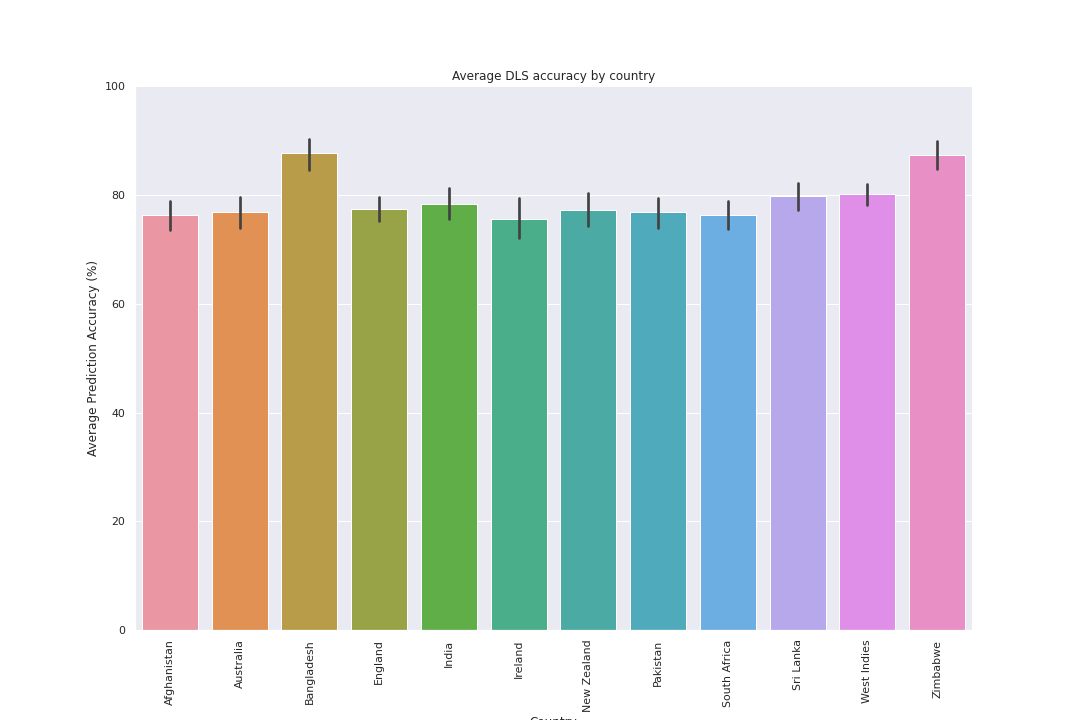 Average DLS accuracy by country
Average Prediction Accuracy (%)
100
80
60
40
20
0
Afghanistan
Australia
Bangladesh
England
India
Ireland
New Zealand
Pakistan
South Africa
Sri Lanka
West Indies
Zimbabwe
Country